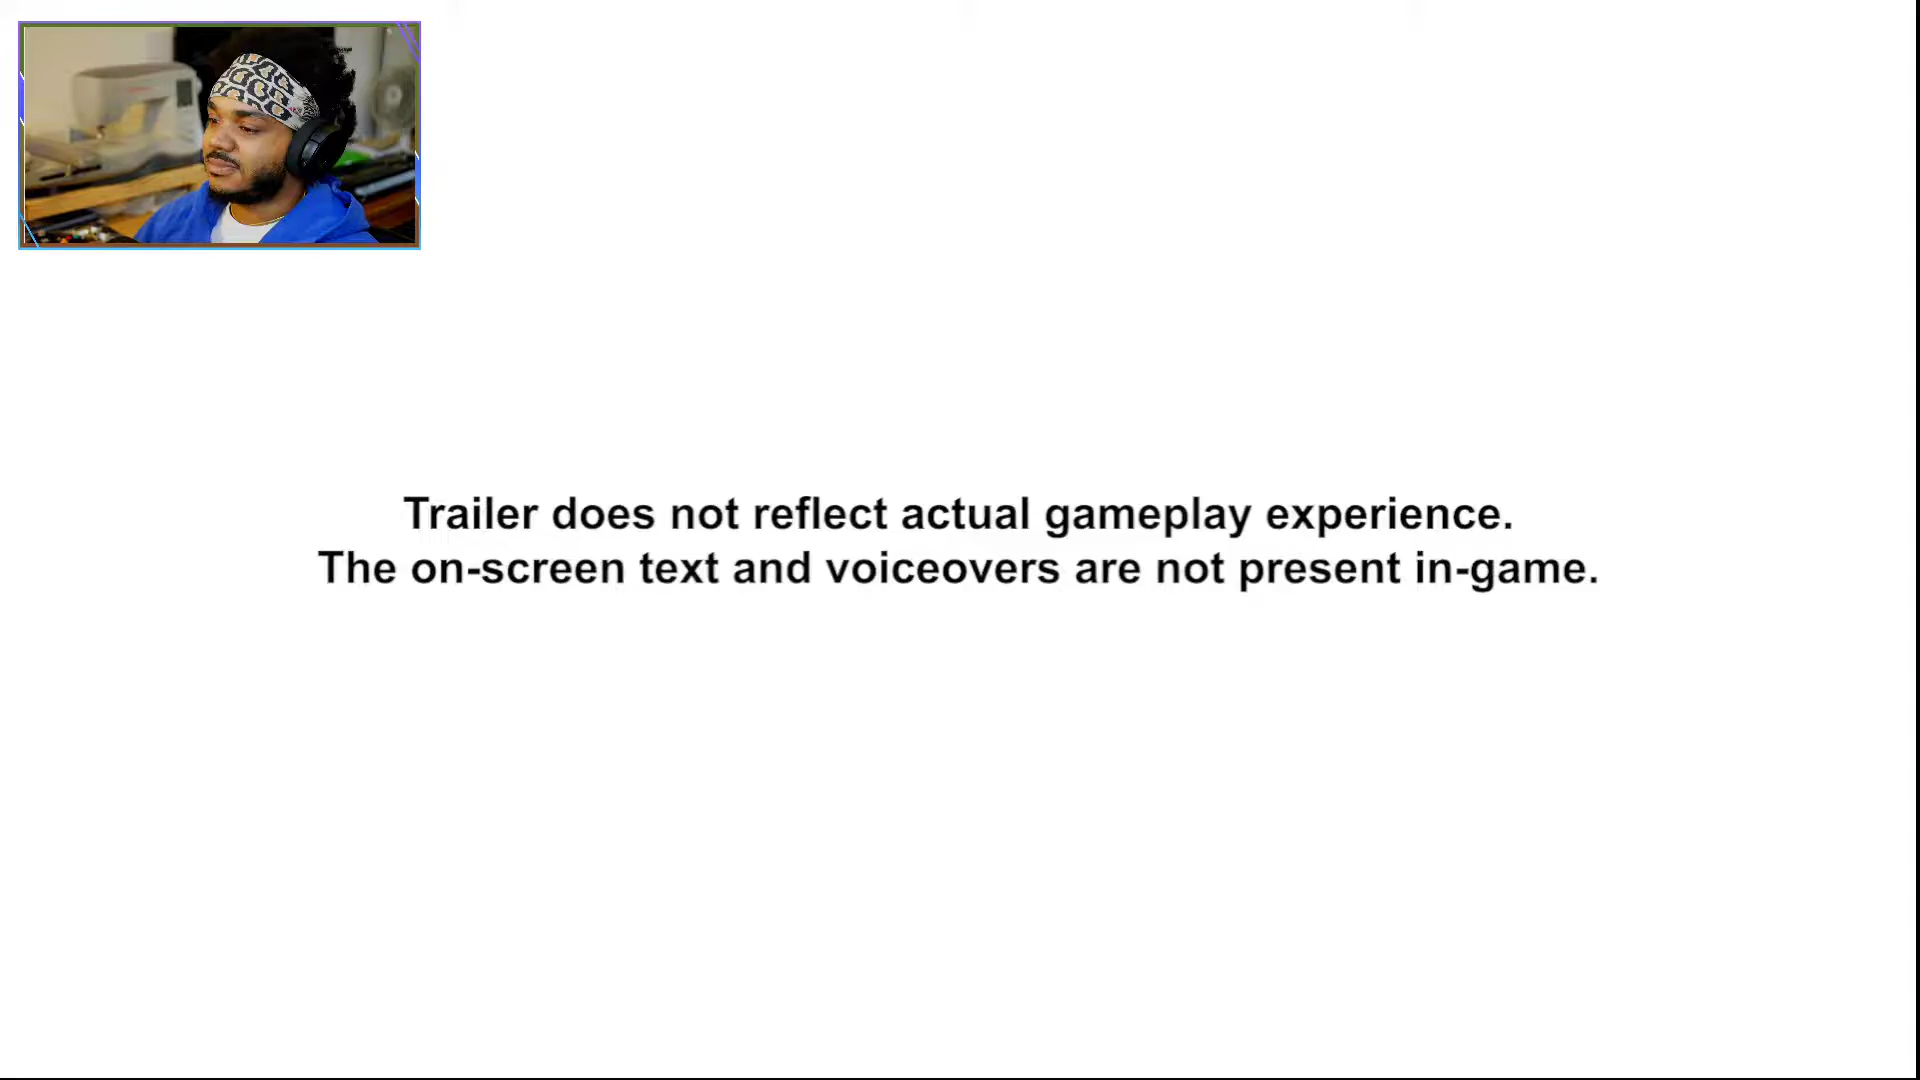 Trailer does not reflect actual gameplay experience.
The on-screen text and voiceovers are not present in-game.